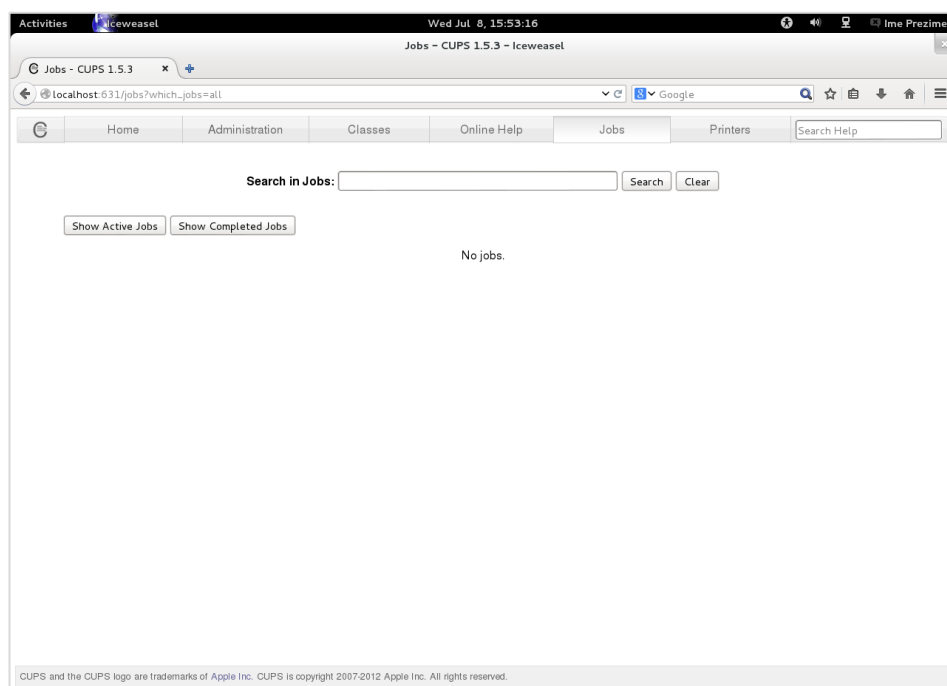 Activities Iceweasel Wed Jul 8, 15:53:16 Ime Prezime
Jobs - CUPS 1.5.3 - Iceweasel
Jobs - CUPS 1.5.3
localhost:631/jobs?which_jobs=all Google
Home Administration Classes Online Help Jobs Printers Search Help
Search in Jobs: Search Clear
Show Active Jobs Show Completed Jobs
No jobs.
CUPS and the CUPS logo are trademarks of Apple Inc. CUPS is copyright 2007-2012 Apple Inc. All rights reserved.